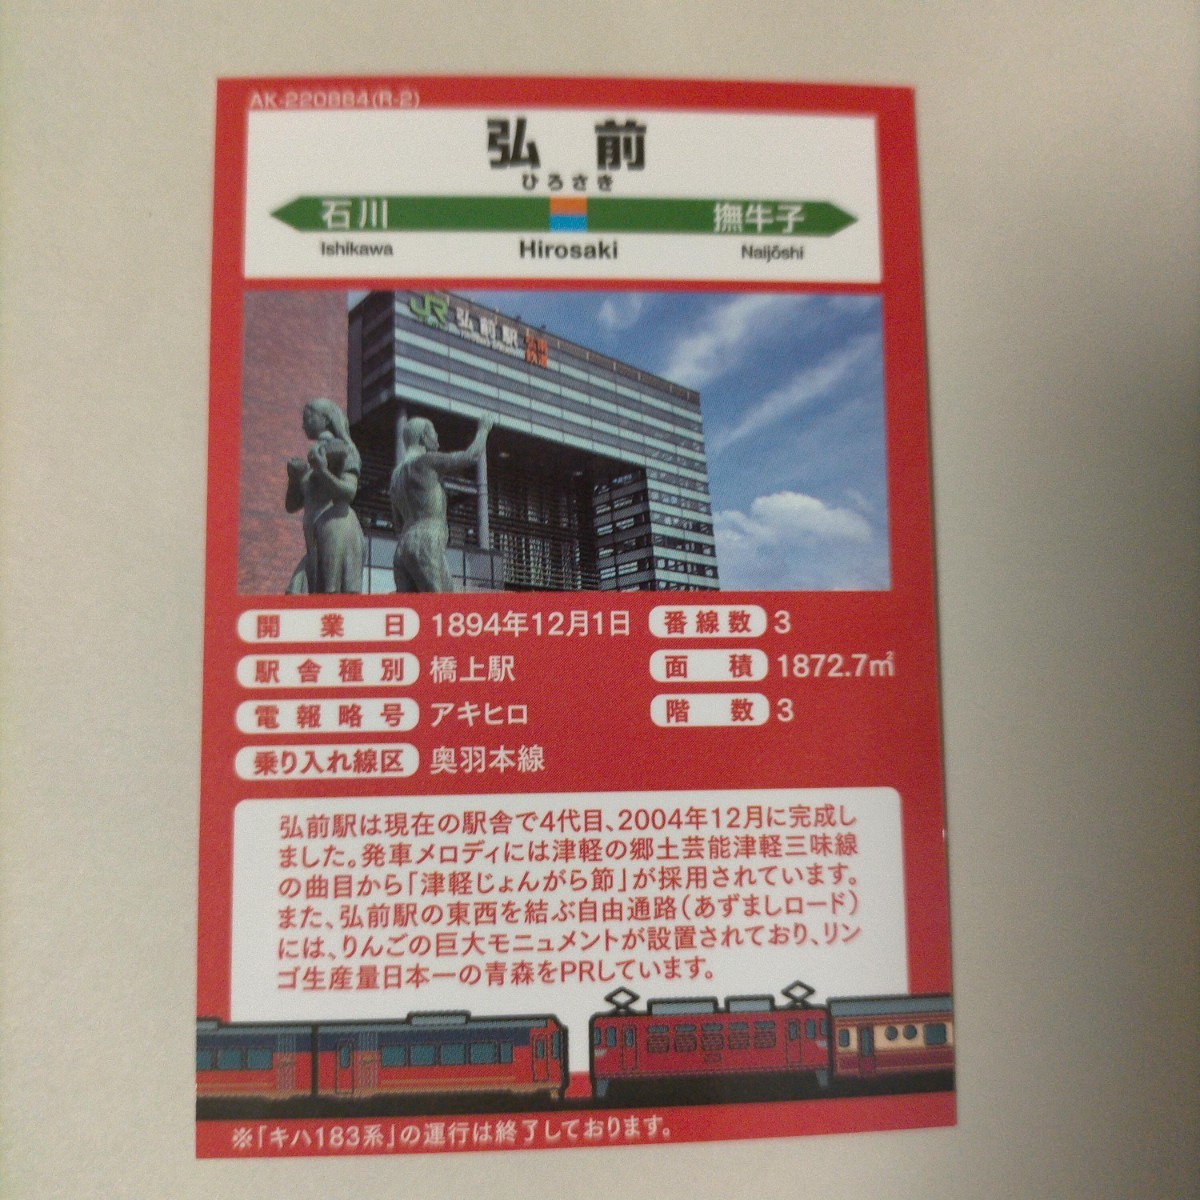 AK-220884(R-2)
弘前
ひろさき
石川 撫牛子
Ishikawa Hirosaki Naijōshi
JR 弘前駅
開業日 1894年12月1日 番線数 3
駅舎種別 橋上駅 面積 1872.7㎡
電報略号 アキヒロ 階数 3
乗り入れ線区 奥羽本線
弘前駅は現在の駅舎で4代目、2004年12月に完成し
ました。発車メロディには津軽の郷土芸能津軽三味線
の曲目から「津軽じょんがら節」が採用されています。
また、弘前駅の東西を結ぶ自由通路(あずましロード)
には、りんごの巨大モニュメントが設置されており、リン
ゴ生産量日本一の青森をPRしています。
※「キハ183系」の運行は終了しております。